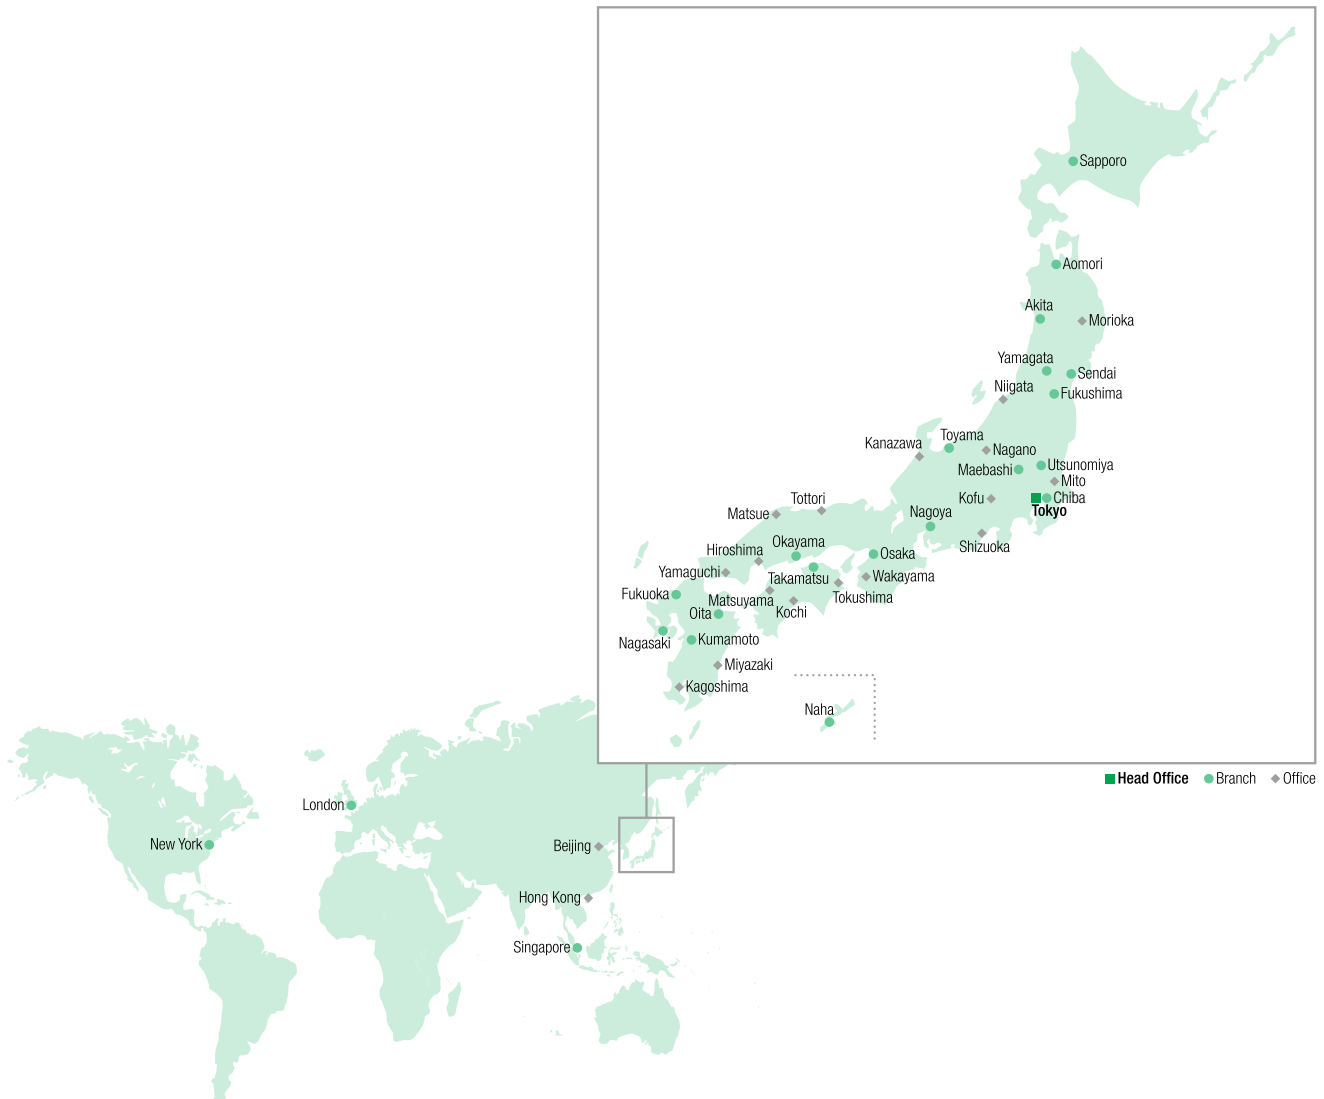 Sapporo
Aomori
Akita
Morioka
Yamagata
Sendai
Niigata
Fukushima
Toyama
Kanazawa
Nagano
Utsunomiya
Maebashi
Mito
Kofu
Chiba
Tokyo
Tottori
Matsue
Nagoya
Okayama
Shizuoka
Hiroshima
Osaka
Yamaguchi
Takamatsu
Wakayama
Fukuoka
Matsuyama
Tokushima
Oita
Kochi
Nagasaki
Kumamoto
Miyazaki
Kagoshima
Naha
Head Office
Branch
Office
London
New York
Beijing
Hong Kong
Singapore